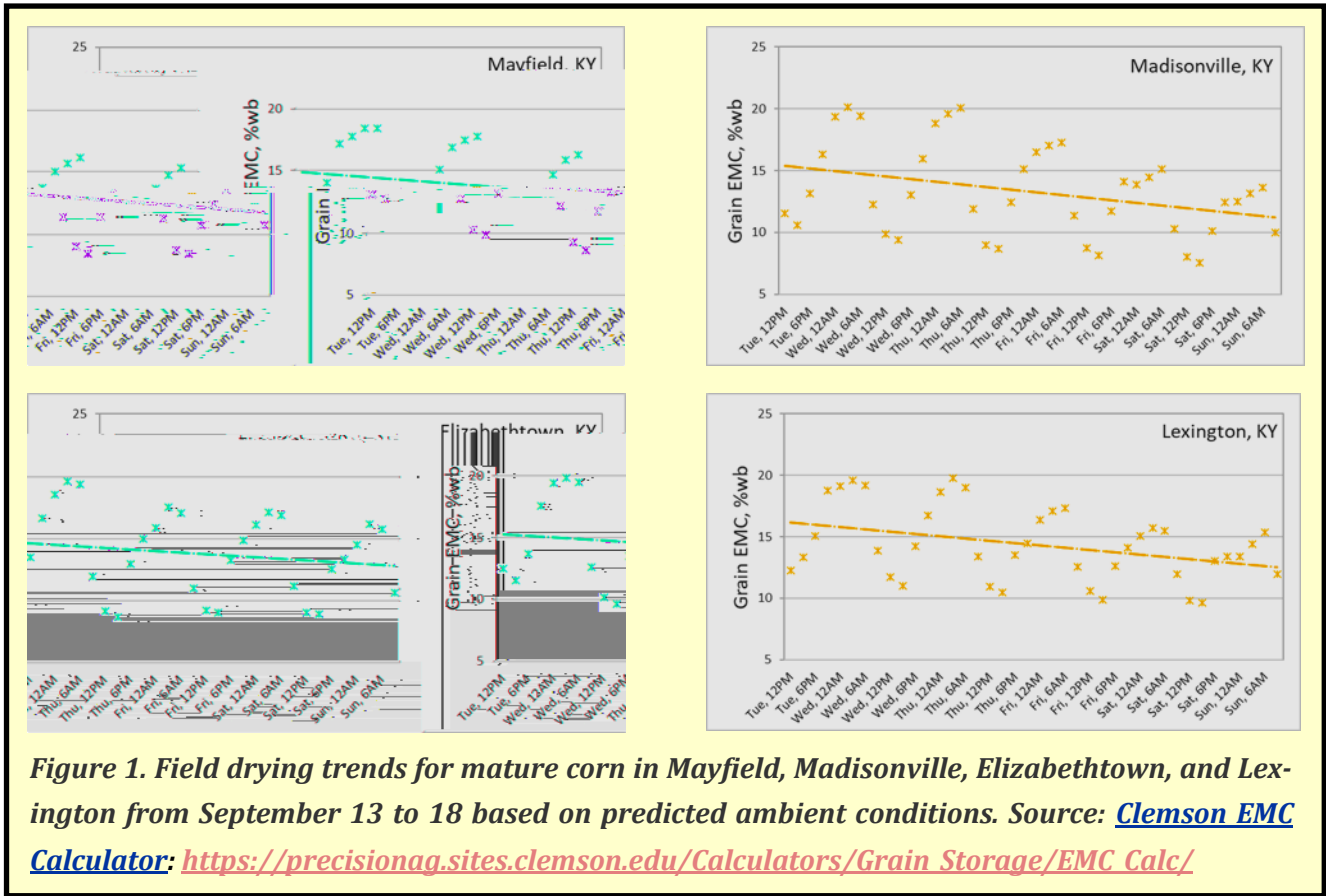 25
Mayfield, KY
20
15
10
5
Grain EMC, %wb
6AM
Fri, 12PM
Fri, 6PM
Sat, 12AM
Sat, 6AM
Sat, 12PM
Sat, 6PM
Sun, 12AM
Sun, 6AM
Tue, 12PM
Tue, 6PM
Wed, 12AM
Wed, 6AM
Wed, 12PM
Wed, 6PM
Thu, 12AM
Thu, 6AM
Thu, 12PM
Thu, 6PM
Fri, 12AM
Madisonville, KY
25
20
15
10
5
Grain EMC, %wb
Tue, 12PM
Tue, 6PM
Wed, 12AM
Wed, 6AM
Wed, 12PM
Wed, 6PM
Thu, 12AM
Thu, 6AM
Thu, 12PM
Thu, 6PM
Fri, 12AM
Fri, 6AM
Fri, 12PM
Fri, 6PM
Sat, 12AM
Sat, 6AM
Sat, 12PM
Sat, 6PM
Sun, 12AM
Sun, 6AM
25
Elizabethtown, KY
20
15
10
5
Grain EMC, %wb
12AM
Thu, 6AM
Thu, 12PM
Thu, 6PM
Fri, 12AM
Fri, 6AM
Fri, 12PM
Fri, 6PM
Sat, 12AM
Sat, 6AM
Sat, 12PM
Sat, 6PM
Sun, 12AM
Sun, 6AM
Tue, 12PM
Tue, 6PM
Wed, 12AM
Wed, 6AM
Wed, 12PM
Wed, 6PM
Lexington, KY
25
20
15
10
5
Grain EMC, %wb
Tue, 12PM
Tue, 6PM
Wed, 12AM
Wed, 6AM
Wed, 12PM
Wed, 6PM
Thu, 12AM
Thu, 6AM
Thu, 12PM
Thu, 6PM
Fri, 12AM
Fri, 6AM
Fri, 12PM
Fri, 6PM
Sat, 12AM
Sat, 6AM
Sat, 12PM
Sat, 6PM
Sun, 12AM
Sun, 6AM
Figure 1. Field drying trends for mature corn in Mayfield, Madisonville, Elizabethtown, and Lex-
ington from September 13 to 18 based on predicted ambient conditions. Source: Clemson EMC
Calculator: https://precisionag.sites.clemson.edu/Calculators/Grain_Storage/EMC_Calc/